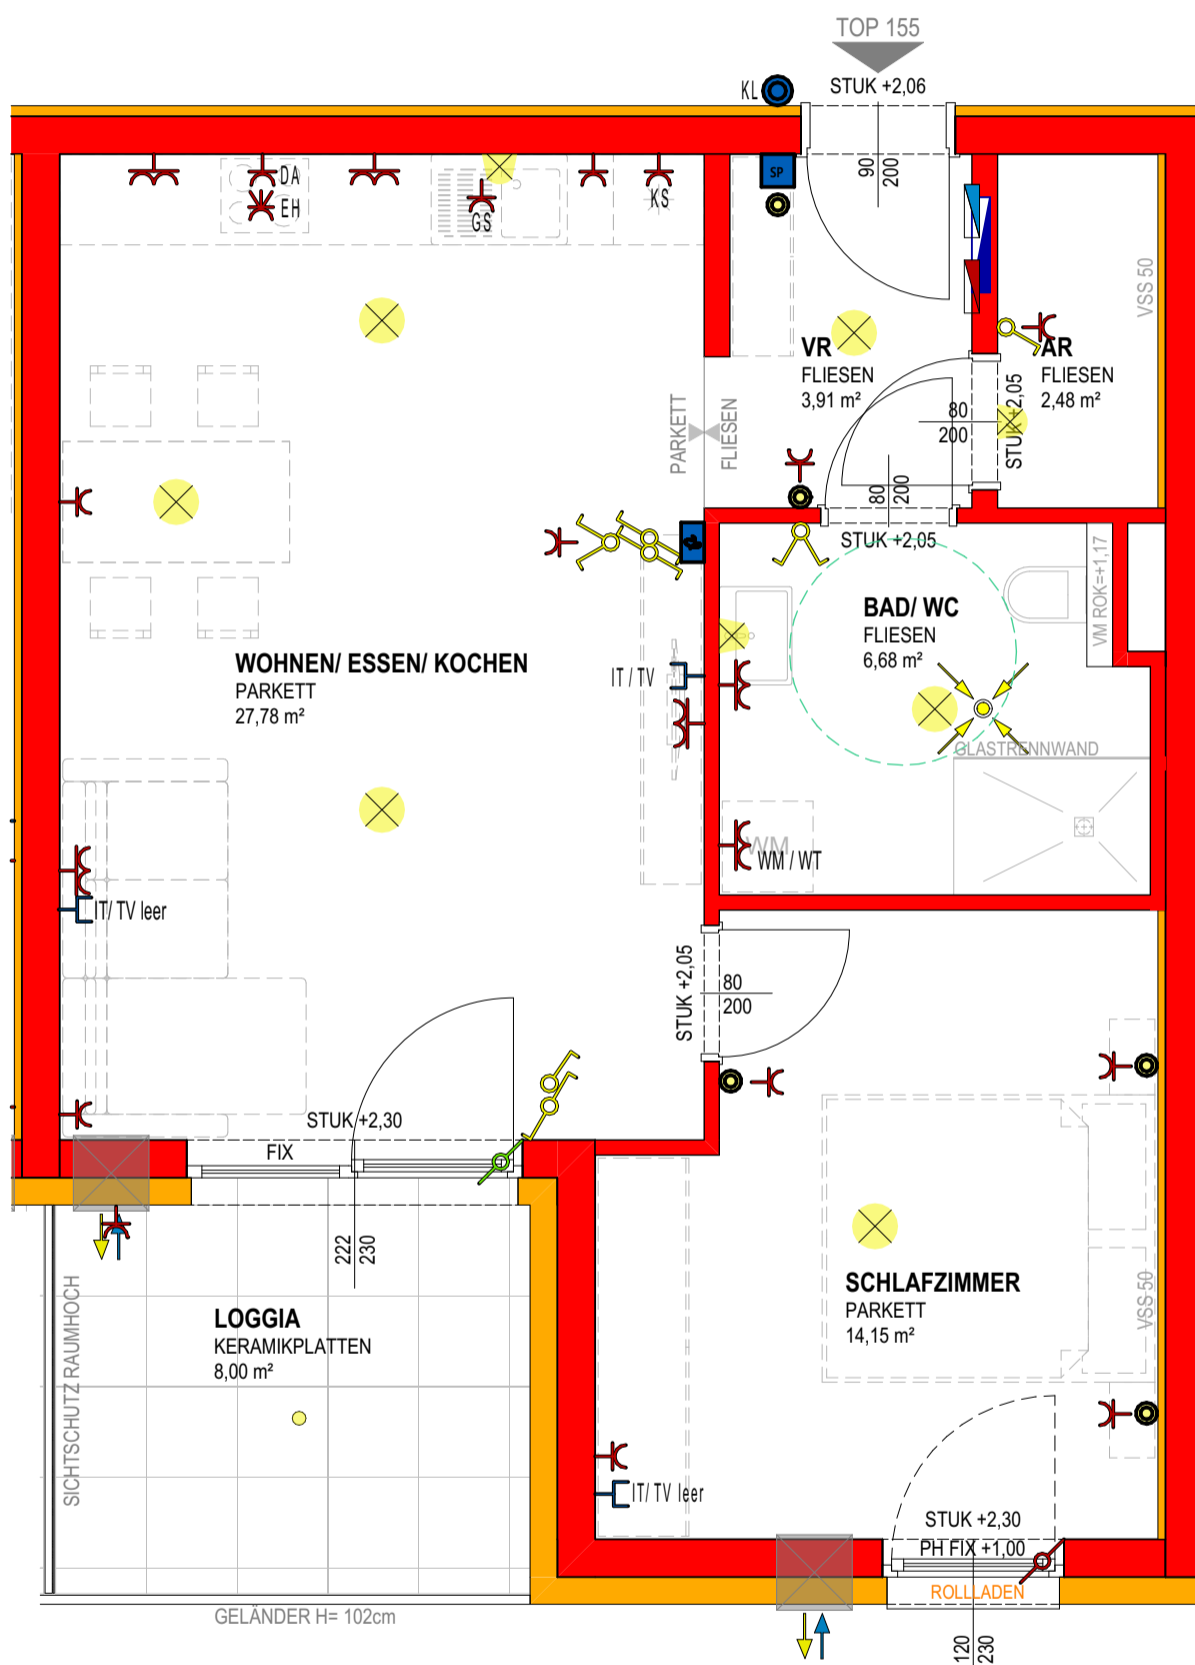 TOP 155
KL
STUK +2,06
90
200
SP
DA
EH
GS
KS
VSS 50
VR
FLIESEN
3,91 m²
AR
FLIESEN
2,48 m²
PARKETT
FLIESEN
80
200
STUK +2,05
80
200
STUK +2,05
VM ROK=+1,17
BAD/ WC
FLIESEN
6,68 m²
WOHNEN/ ESSEN/ KOCHEN
PARKETT
27,78 m²
IT / TV
GLASTRENNWAND
WM
WM / WT
IT/ TV leer
STUK +2,05
80
200
STUK +2,30
FIX
222
230
SICHTSCHUTZ RAUMHOCH
LOGGIA
KERAMIKPLATTEN
8,00 m²
SCHLAFZIMMER
PARKETT
14,15 m²
VSS 50
IT/ TV leer
STUK +2,30
PH FIX +1,00
ROLLLADEN
GELÄNDER H= 102cm
120
230